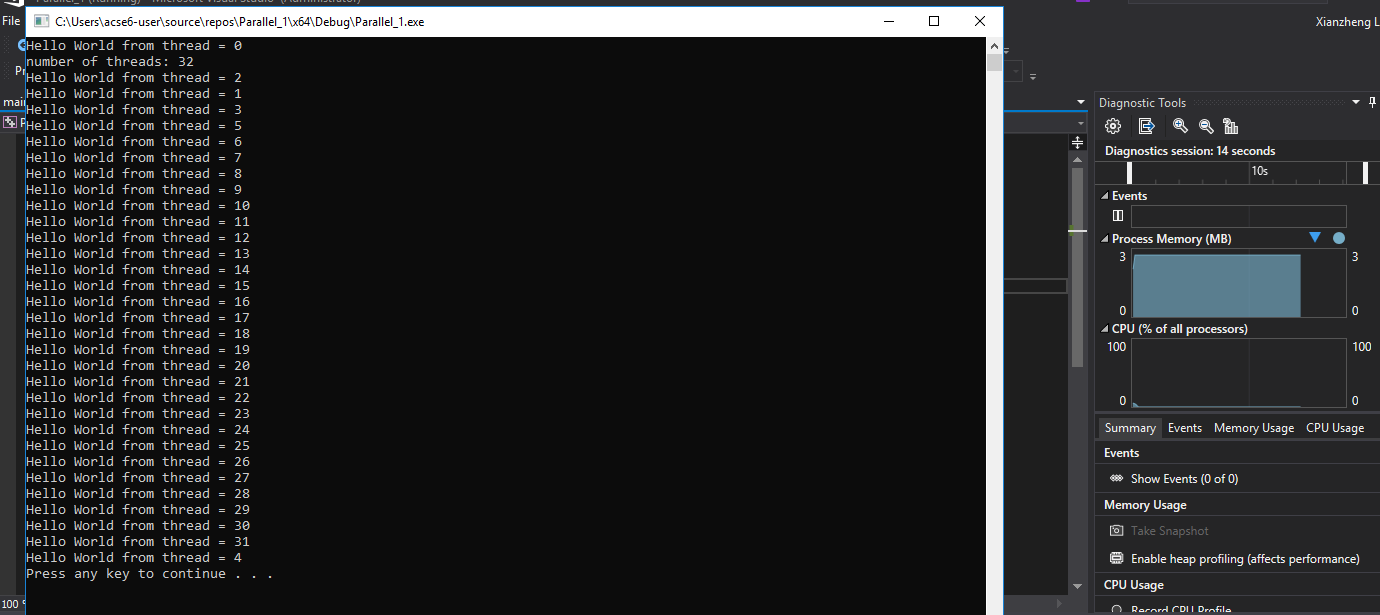 File
C:\Users\acse6-user\source\repos\Parallel_1\x64\Debug\Parallel_1.exe
Xianzheng L
Hello World from thread = 0
number of threads: 32
Hello World from thread = 2
Hello World from thread = 1
Hello World from thread = 3
Hello World from thread = 5
Hello World from thread = 6
Hello World from thread = 7
Hello World from thread = 8
Hello World from thread = 9
Hello World from thread = 10
Hello World from thread = 11
Hello World from thread = 12
Hello World from thread = 13
Hello World from thread = 14
Hello World from thread = 15
Hello World from thread = 16
Hello World from thread = 17
Hello World from thread = 18
Hello World from thread = 19
Hello World from thread = 20
Hello World from thread = 21
Hello World from thread = 22
Hello World from thread = 23
Hello World from thread = 24
Hello World from thread = 25
Hello World from thread = 26
Hello World from thread = 27
Hello World from thread = 28
Hello World from thread = 29
Hello World from thread = 30
Hello World from thread = 31
Hello World from thread = 4
Press any key to continue . . .
100 %
Diagnostic Tools
Diagnostics session: 14 seconds
10s
Events
Process Memory (MB)
3 3
0 0
CPU (% of all processors)
100 100
0 0
Summary Events Memory Usage CPU Usage
Events
Show Events (0 of 0)
Memory Usage
Take Snapshot
Enable heap profiling (affects performance)
CPU Usage
Record CPU Profile